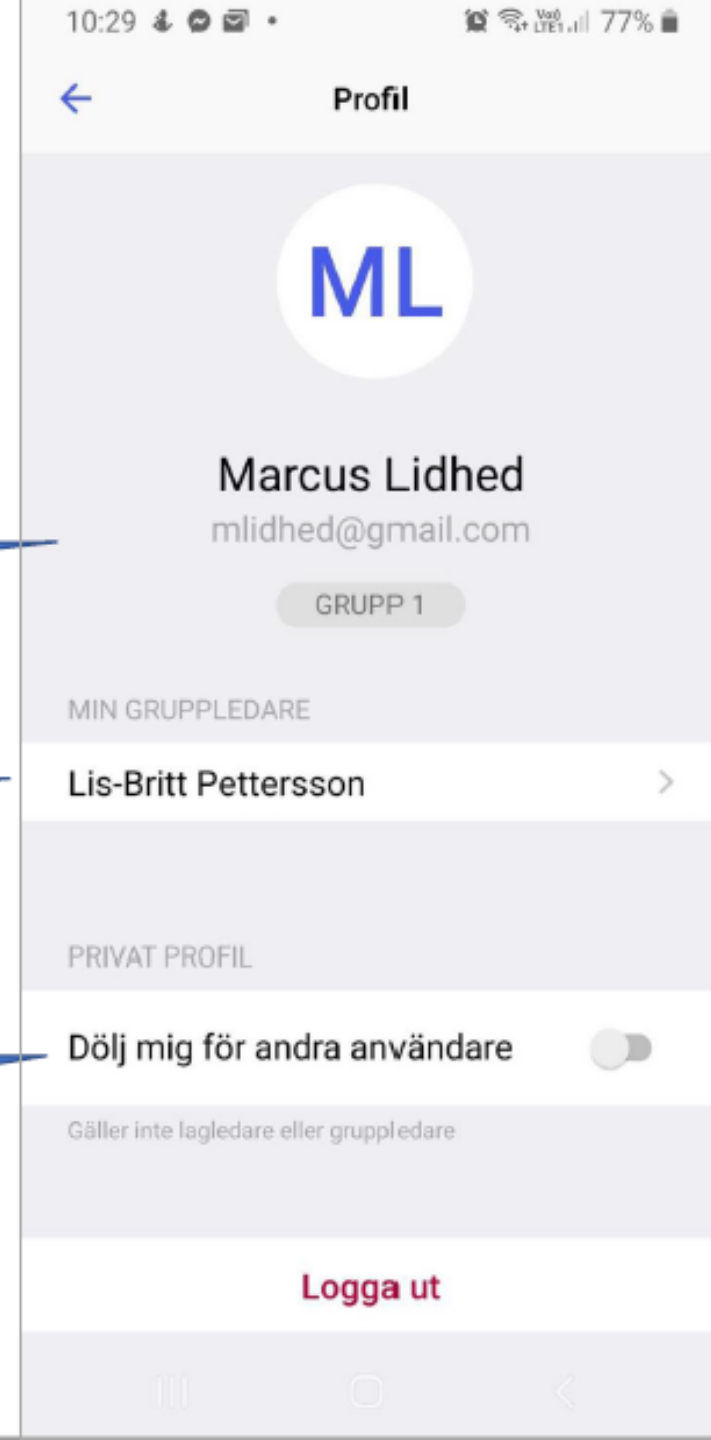 10:29
77%
Profil
ML
Marcus Lidhed
mlidhed@gmail.com
GRUPP 1
MIN GRUPPLEDARE
Lis-Britt Pettersson
PRIVAT PROFIL
Dölj mig för andra användare
Gäller inte lagledare eller gruppledare
Logga ut